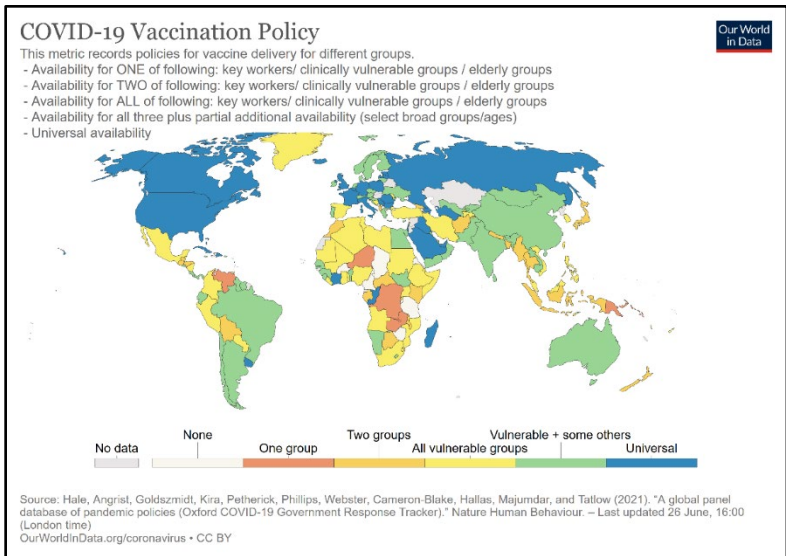 COVID-19 Vaccination Policy
Our World
in Data
This metric records policies for vaccine delivery for different groups.
- Availability for ONE of following: key workers/ clinically vulnerable groups / elderly groups
- Availability for TWO of following: key workers/ clinically vulnerable groups / elderly groups
- Availability for ALL of following: key workers/ clinically vulnerable groups / elderly groups
- Availability for all three plus partial additional availability (select broad groups/ages)
- Universal availability
No data
None
One group
Two groups
All vulnerable groups
Vulnerable + some others
Universal
Source: Hale, Angrist, Goldszmidt, Kira, Petherick, Phillips, Webster, Cameron-Blake, Hallas, Majumdar, and Tatlow (2021). "A global panel
database of pandemic policies (Oxford COVID-19 Government Response Tracker)." Nature Human Behaviour. – Last updated 26 June, 16:00
(London time)
OurWorldInData.org/coronavirus • CC BY